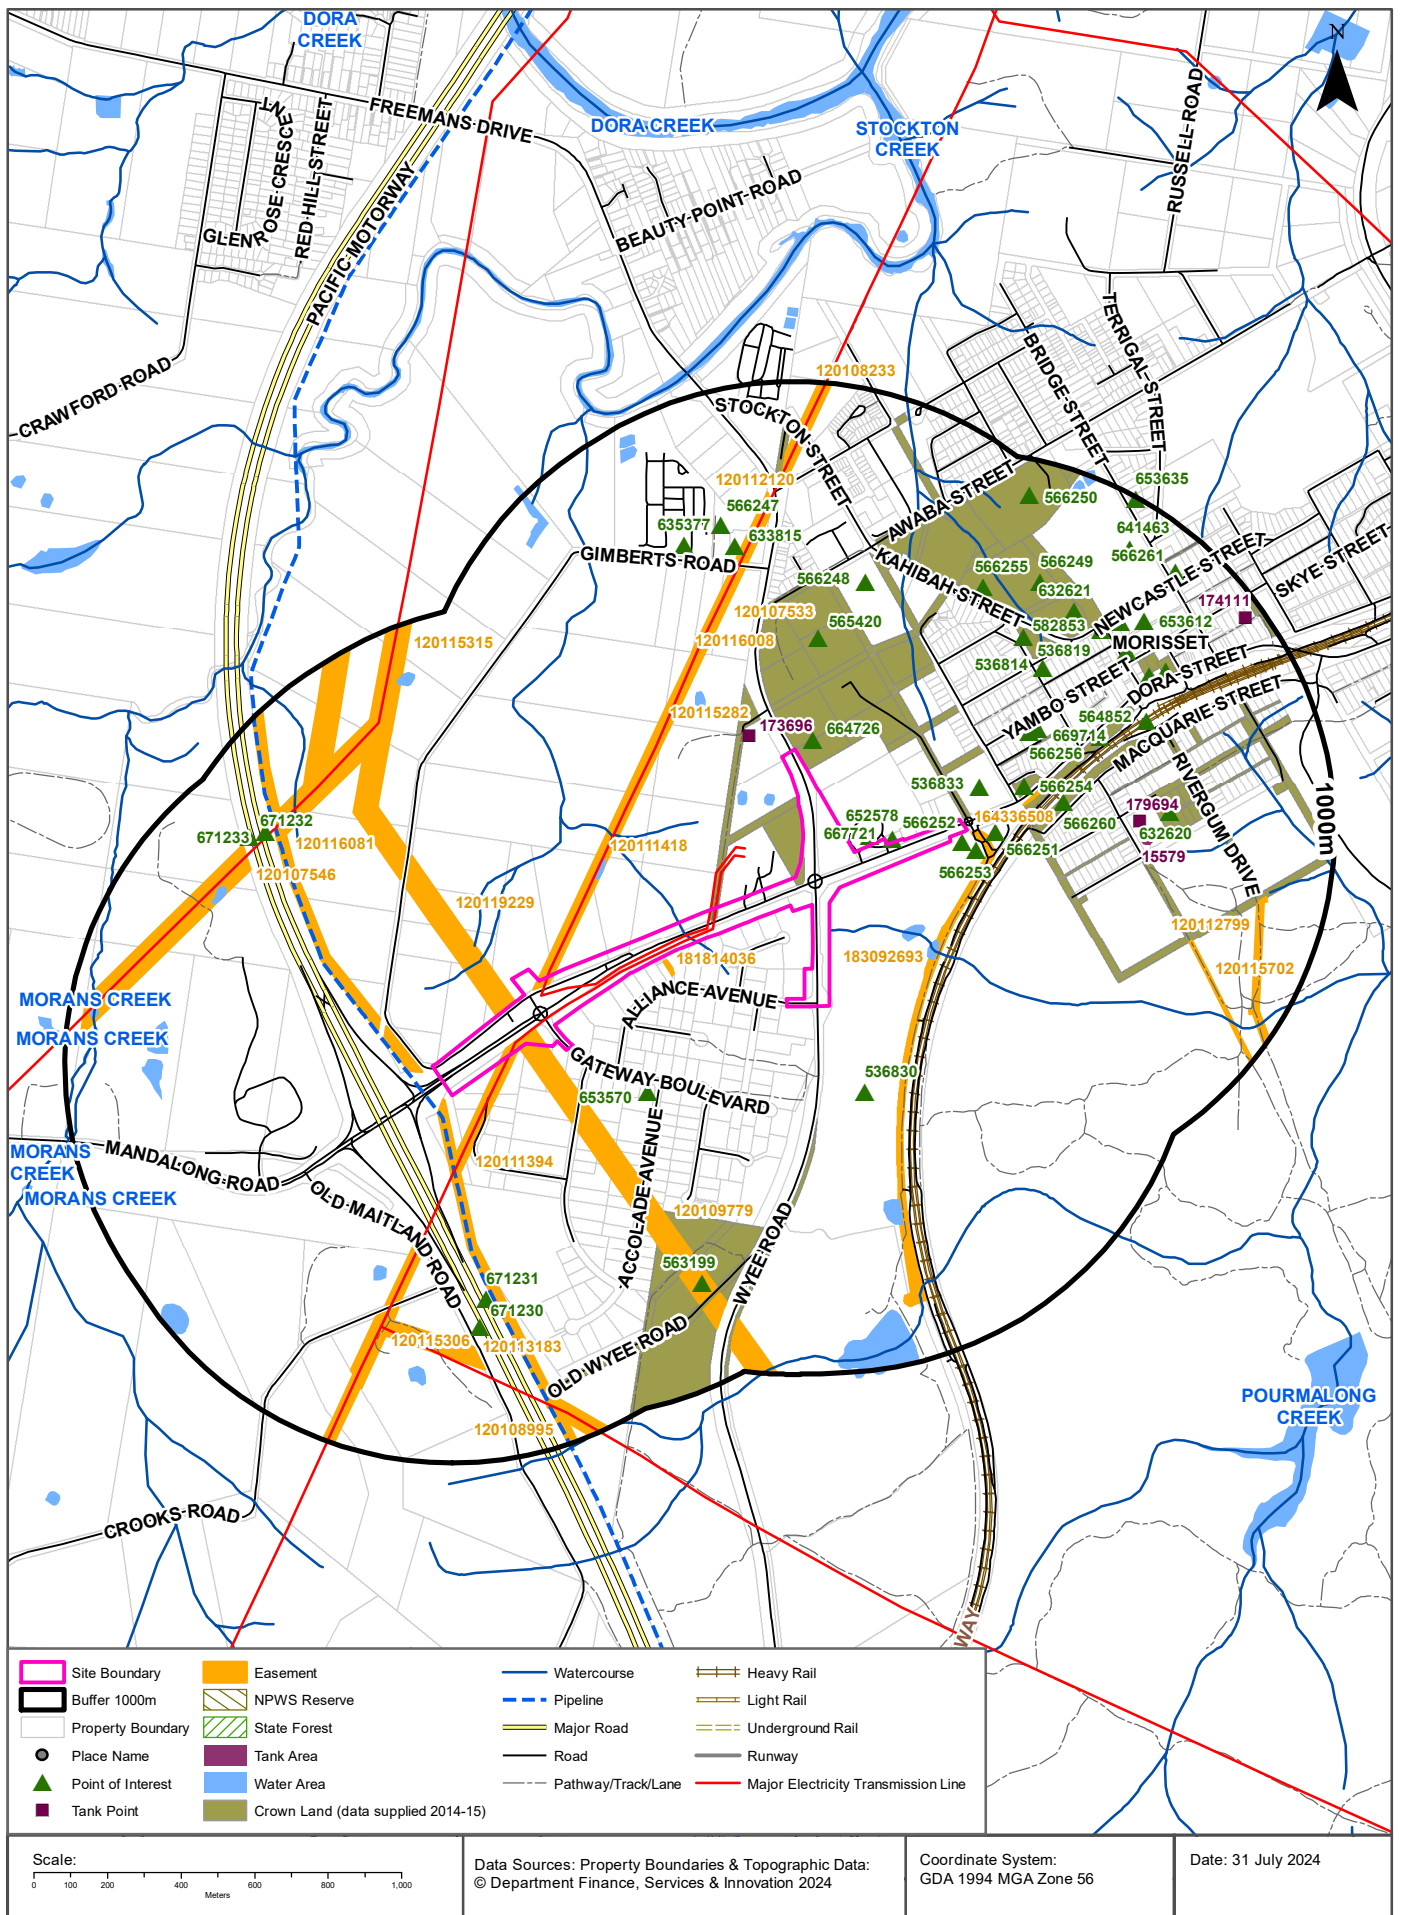 N
DORA
CREEK
FREEMANS DRIVE
GLENROSE CRESCENT
RED HILL STREET
PACIFIC MOTORWAY
CRAWFORD ROAD
DORA CREEK
STOCKTON
CREEK
BEAUTY POINT ROAD
RUSSELL ROAD
TERRIGAL STREET
BRIDGE STREET
120108233
STOCKTON STREET
120112120
566247
635377
633815
GIMBERTS ROAD
AWABA STREET
566250
653635
641463
566261
NEWCASTLE STREET
SKYE STREET
KAHIBAH STREET
566248
566255
566249
632621
174111
120107533
565420
582853
653612
MORISSET
120116008
536819
536814
YAMBO STREET
DORA STREET
120115315
120115282
173696
664726
564852
669714
566256
MACQUARIE STREET
RIVERGUM DRIVE
1000m
536833
566254
179694
671232
671233
120116081
120107546
120111418
652578
566252
164336508
667721
566260
632620
566251
15579
566253
120119229
120112799
120115702
181814036
183092693
ALLIANCE AVENUE
MORANS CREEK
MORANS CREEK
GATEWAY BOULEVARD
536830
653570
MORANS
CREEK
MORANS CREEK
MANDALONG ROAD
OLD MAITLAND ROAD
120111394
ACCOLADE AVENUE
120109779
WYEE ROAD
563199
671231
671230
120115306
120113183
OLD WYEE ROAD
120108995
POURMALONG
CREEK
CROOKS ROAD
WAY
Site Boundary
Buffer 1000m
Property Boundary
Place Name
Point of Interest
Tank Point
Easement
NPWS Reserve
State Forest
Tank Area
Water Area
Crown Land (data supplied 2014-15)
Watercourse
Pipeline
Major Road
Road
Pathway/Track/Lane
Heavy Rail
Light Rail
Underground Rail
Runway
Major Electricity Transmission Line
Scale:
0 100 200 400 600 800 1,000
Meters
Data Sources: Property Boundaries & Topographic Data:
© Department Finance, Services & Innovation 2024
Coordinate System:
GDA 1994 MGA Zone 56
Date: 31 July 2024